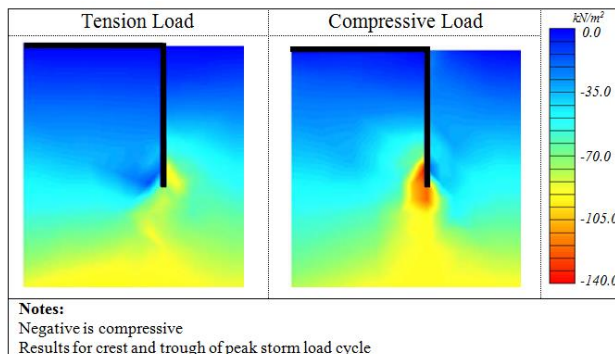 Tension Load
Compressive Load
kN/m²
0.0
-35.0
-70.0
-105.0
-140.0
Notes:
Negative is compressive
Results for crest and trough of peak storm load cycle